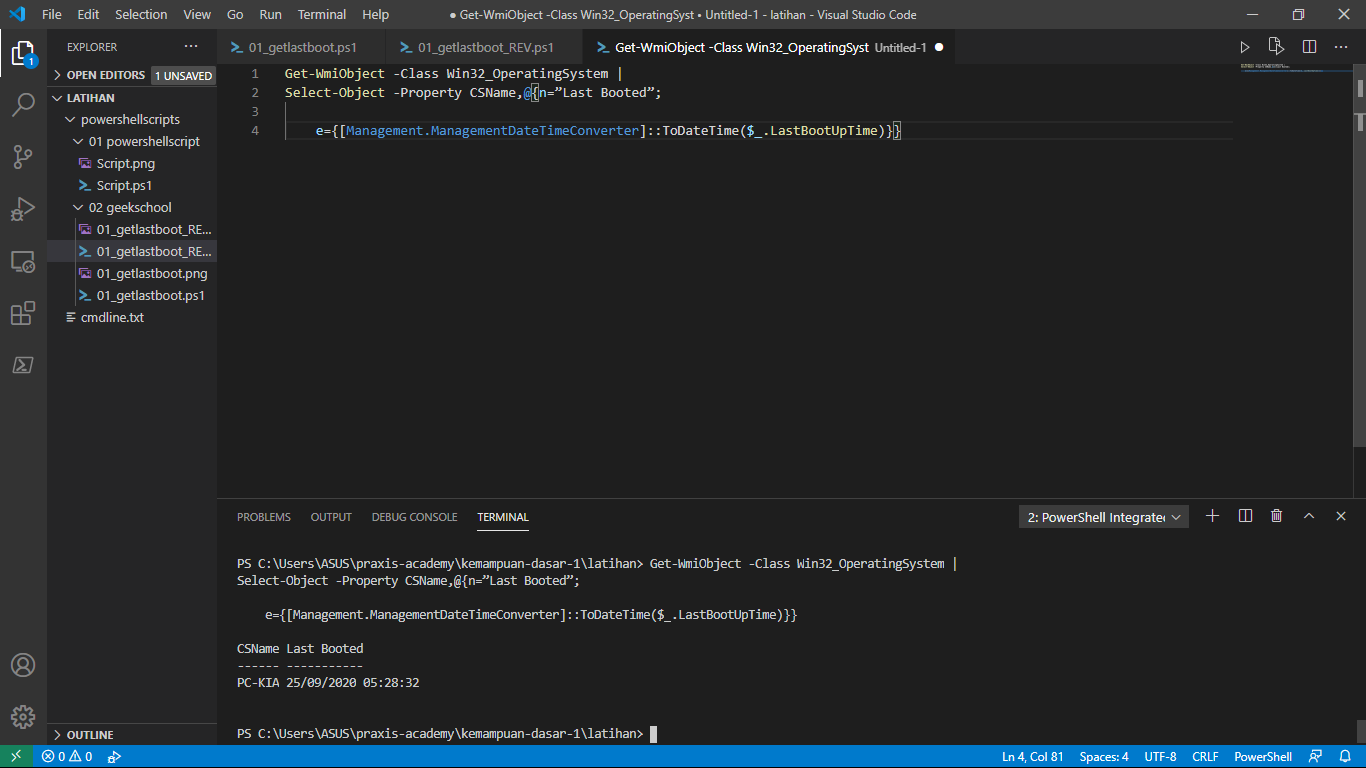 File Edit Selection View Go Run Terminal Help
● Get-WmiObject -Class Win32_OperatingSyst • Untitled-1 - latihan - Visual Studio Code
EXPLORER ···
OPEN EDITORS 1 UNSAVED
LATIHAN
powershellscripts
01 powershellscript
Script.png
Script.ps1
02 geekschool
01_getlastboot_RE...
01_getlastboot_RE...
01_getlastboot.png
01_getlastboot.ps1
cmdline.txt
OUTLINE
1
01_getlastboot.ps1
01_getlastboot_REV.ps1
Get-WmiObject -Class Win32_OperatingSyst Untitled-1 ●
1 Get-WmiObject -Class Win32_OperatingSystem |
2 Select-Object -Property CSName,@{n=”Last Booted”;
3
4 e={[Management.ManagementDateTimeConverter]::ToDateTime($_.LastBootUpTime)}}
PROBLEMS OUTPUT DEBUG CONSOLE TERMINAL
2: PowerShell Integrate
PS C:\Users\ASUS\praxis-academy\kemampuan-dasar-1\latihan> Get-WmiObject -Class Win32_OperatingSystem |
Select-Object -Property CSName,@{n=”Last Booted”;
e={[Management.ManagementDateTimeConverter]::ToDateTime($_.LastBootUpTime)}}
CSName Last Booted
------ -----------
PC-KIA 25/09/2020 05:28:32
PS C:\Users\ASUS\praxis-academy\kemampuan-dasar-1\latihan>
0 0
Ln 4, Col 81 Spaces: 4 UTF-8 CRLF PowerShell